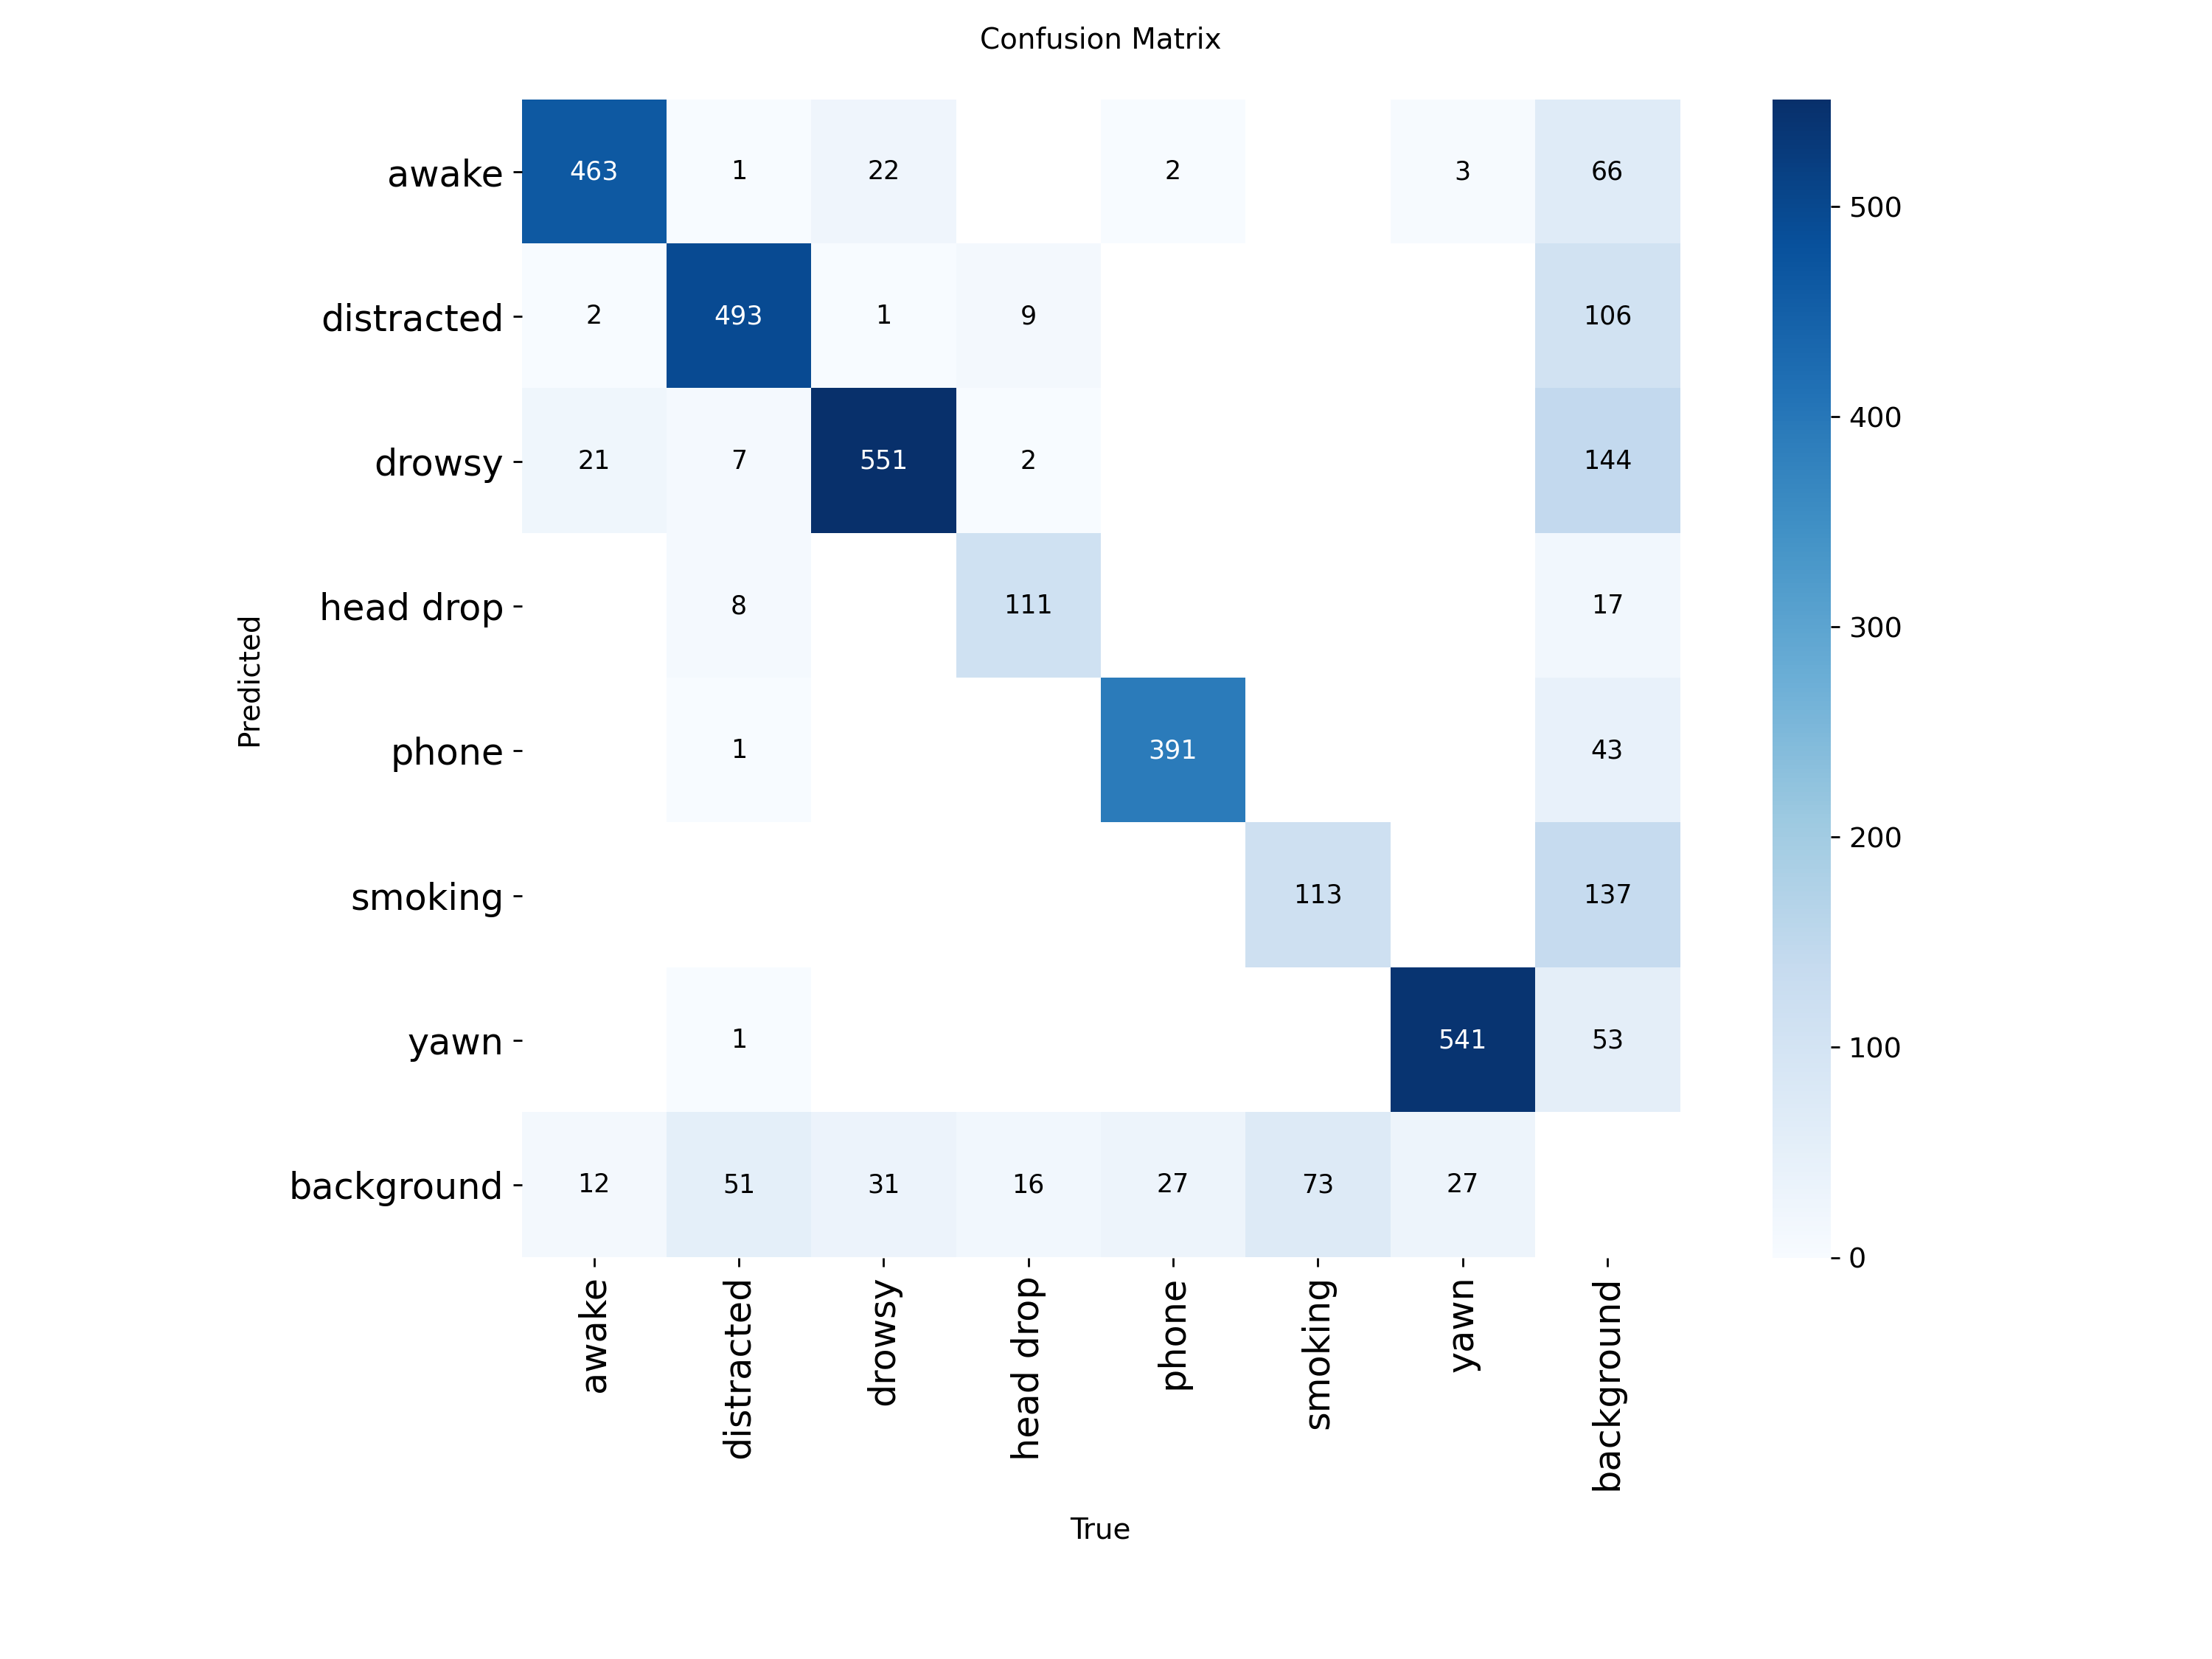 Confusion Matrix
awake 463 1 22 2 3 66
distracted 2 493 1 9 106
drowsy 21 7 551 2 144
head drop 8 111 17
phone 1 391 43
smoking 113 137
yawn 1 541 53
background 12 51 31 16 27 73 27
awake distracted drowsy head drop phone smoking yawn background
True
Predicted
500
400
300
200
100
0